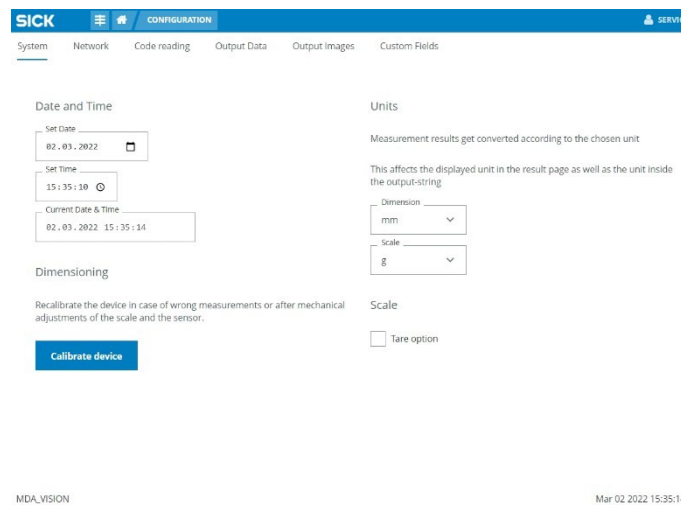 SICK
CONFIGURATION
SERVI
System Network Code reading Output Data Output Images Custom Fields
Date and Time
Set Date
02.03.2022
Set Time
15:35:10
Current Date & Time
02.03.2022 15:35:14
Dimensioning
Recalibrate the device in case of wrong measurements or after mechanical
adjustments of the scale and the sensor.
Calibrate device
Units
Measurement results get converted according to the chosen unit
This affects the displayed unit in the result page as well as the unit inside
the output-string
Dimension
mm
Scale
g
Scale
Tare option
MDA_VISION
Mar 02 2022 15:35:1